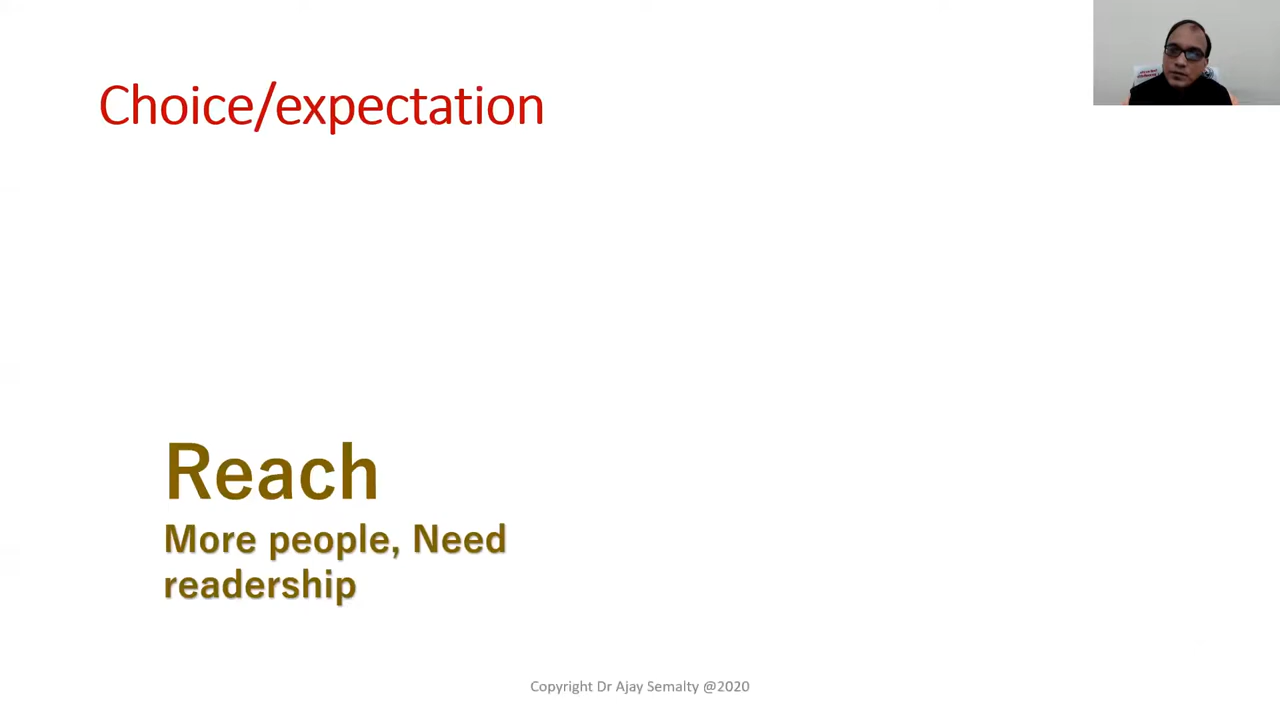 Choice/expectation
Reach
More people, Need
readership
Copyright Dr Ajay Semalty @2020